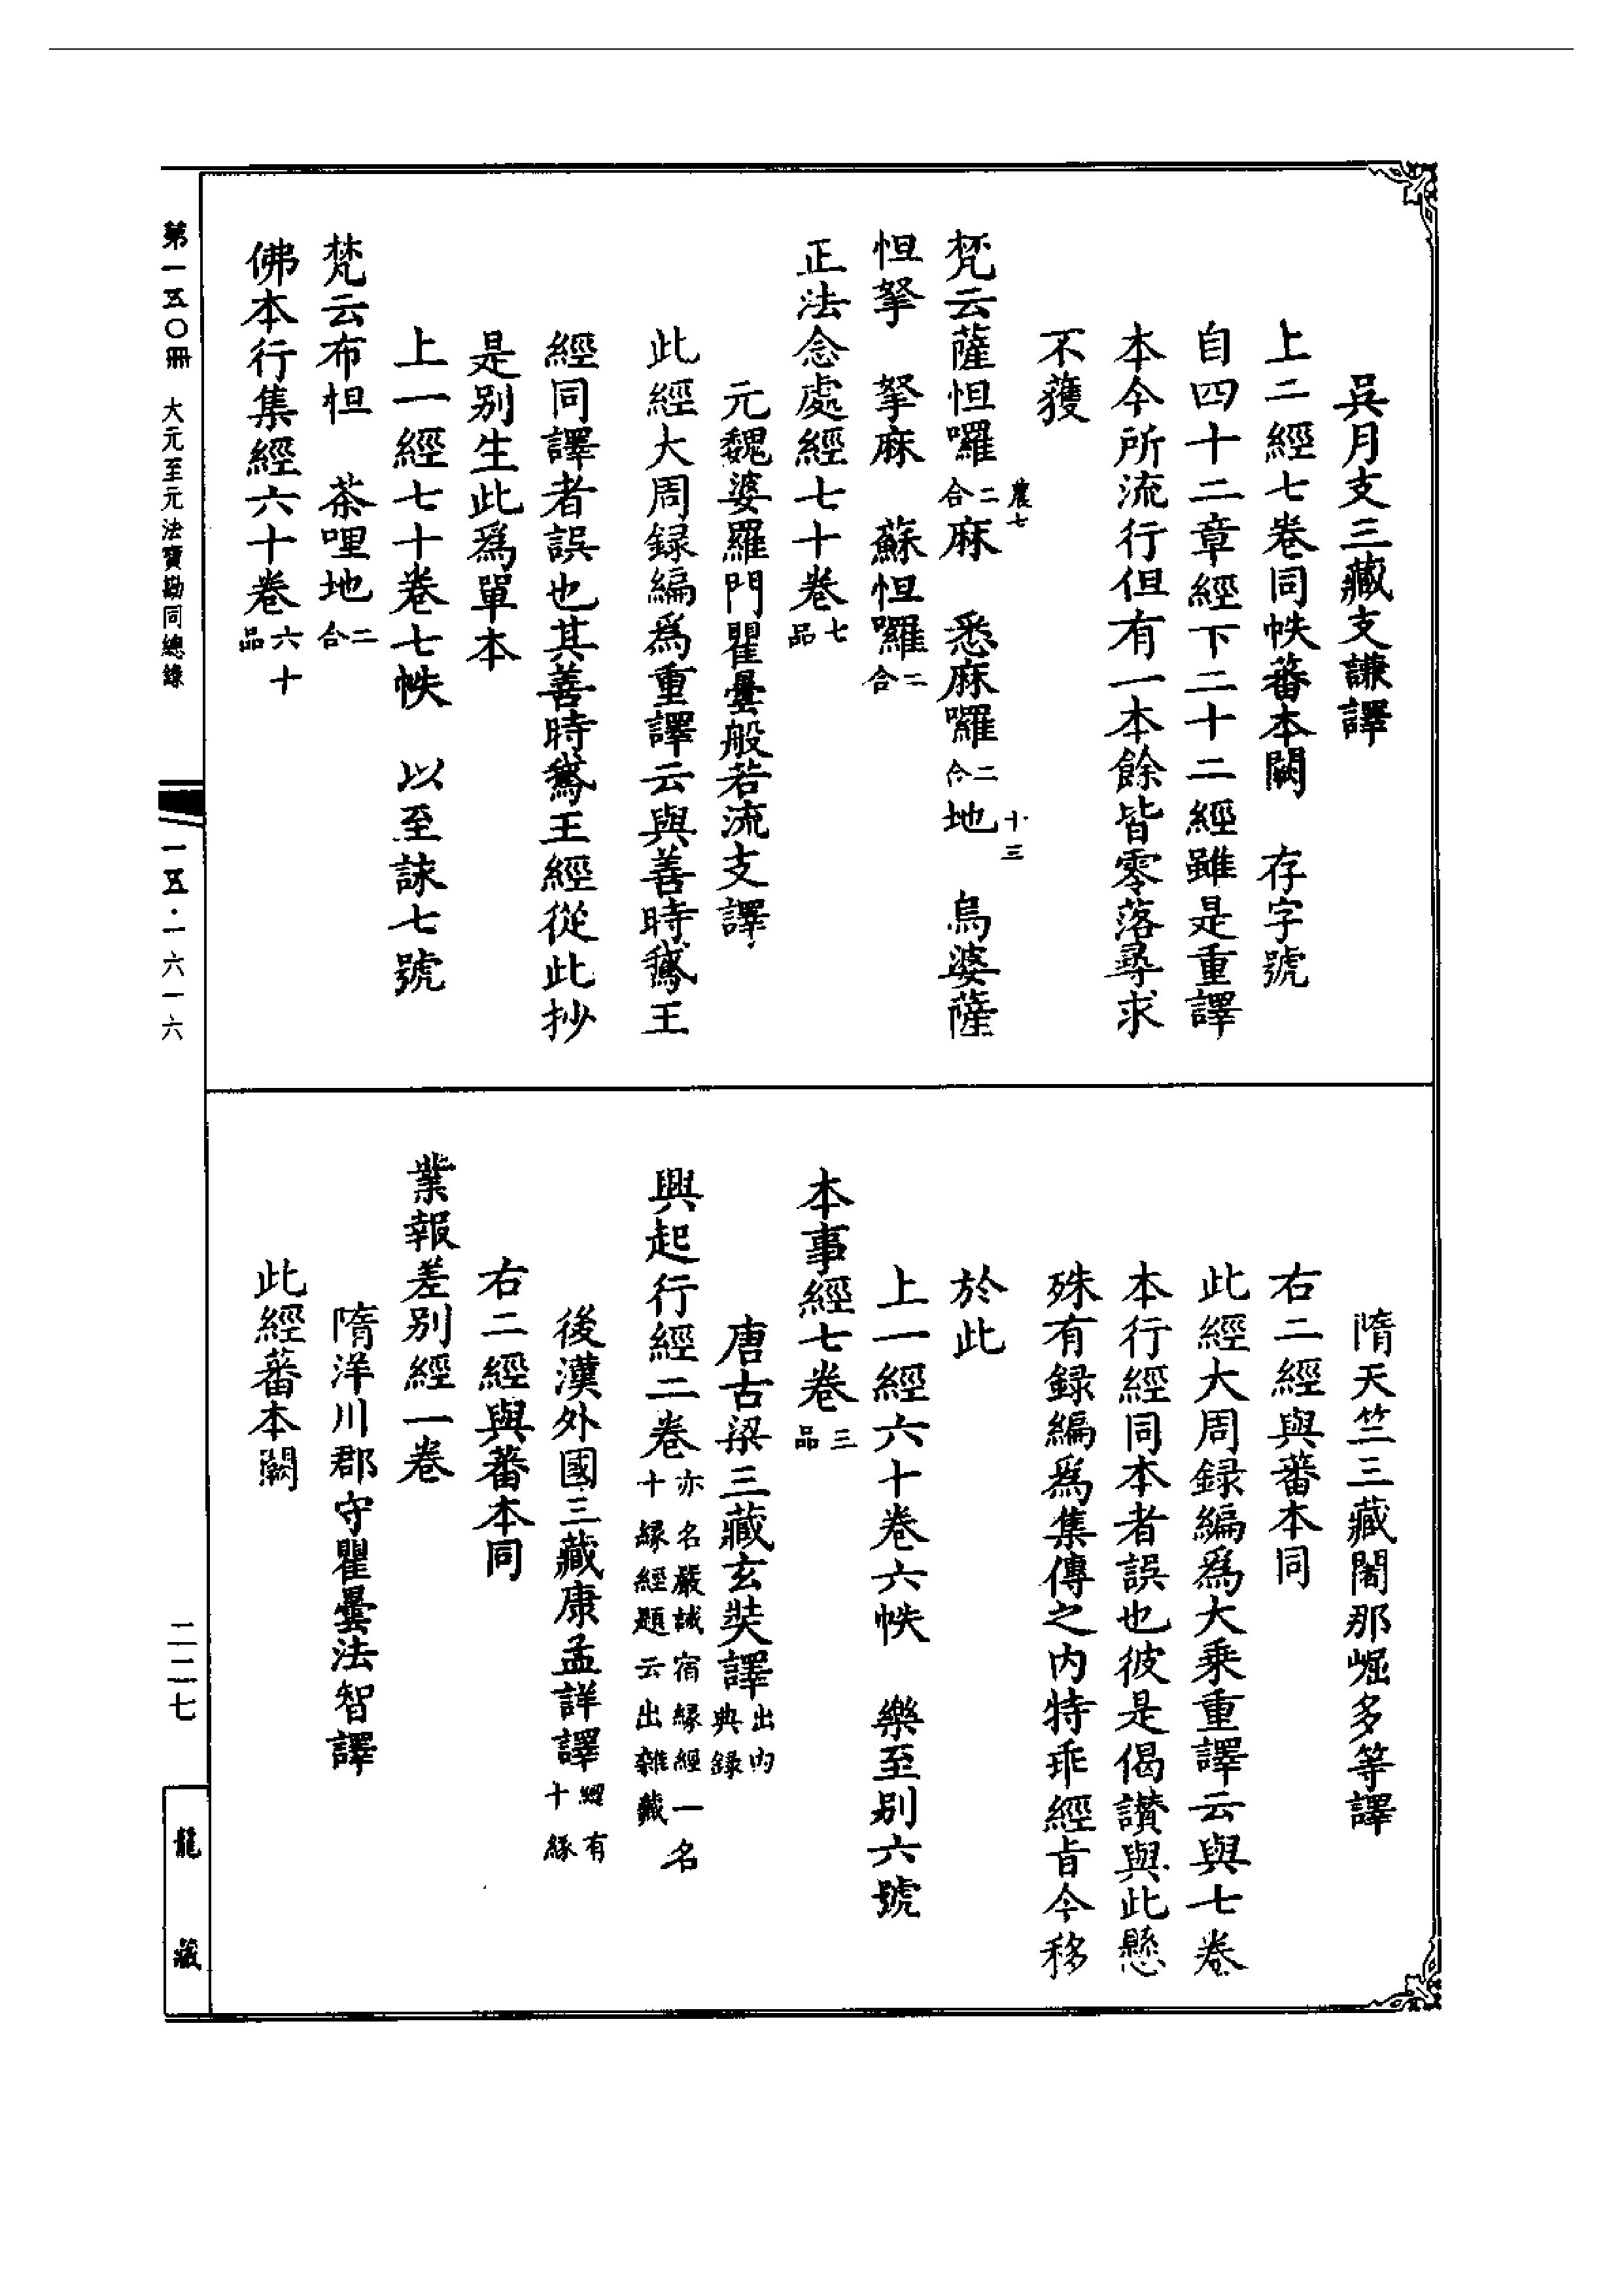 吳月支三藏支謙譯
上二經七卷同帙蕃本闕　存字號
自四十二章經下二十二經雖是重譯
本今所流行但有一本餘皆零落尋求
不獲
農七　十三
梵云薩怛囉二合麻　悉麻囉二合地　烏婆薩
怛拏　拏麻　蘇怛囉二合
正法念處經七十卷七品
元魏婆羅門瞿曇般若流支譯
此經大周録編爲重譯云與善時鵞王
經同譯者誤也其善時鵞王經從此抄
是别生此爲單本
上一經七十卷七帙　以至誺七號
梵云布怛　茶哩地二合
佛本行集經六十卷六十品
隋天竺三藏闍那崛多等譯
右二經與蕃本同
此經大周録編爲大乘重譯云與七卷
本行經同本者誤也彼是偈讃與此懸
殊有録編爲集傳之内特乖經旨今移
於此
上一經六十卷六帙　樂至别六號
本事經七卷三品
唐古梁三藏玄奘譯出内典録
興起行經二卷亦名嚴誡宿縁經一名十縁經題云出雜藏
後漢外國三藏康孟詳譯經有十縁
右二經與蕃本同
業報差别經一卷
隋洋川郡守瞿曇法智譯
此經蕃本闕
第一五〇冊　大元至元法寶勘同總錄
一五·一六一六
二二七
龍藏